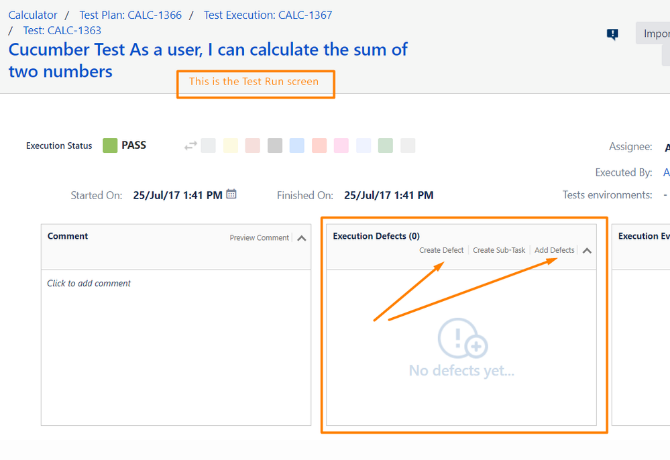 Calculator / Test Plan: CALC-1366 / Test Execution: CALC-1367
/ Test: CALC-1363
Cucumber Test As a user, I can calculate the sum of
two numbers
This is the Test Run screen
Execution Status PASS
Assignee:
Executed By:
Tests environments: -
Started On: 25/Jul/17 1:41 PM Finished On: 25/Jul/17 1:41 PM
Comment
Preview Comment
Click to add comment
Execution Defects (0)
Create Defect Create Sub-Task Add Defects
No defects yet...
Execution